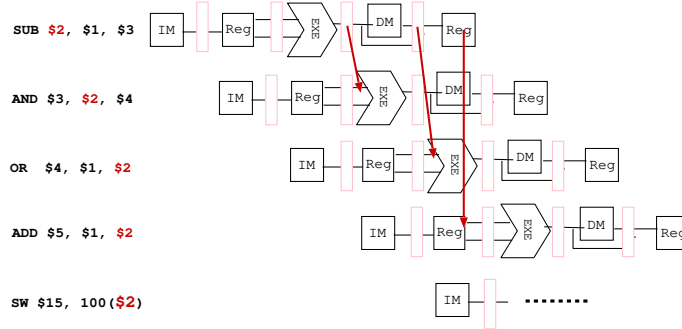 SUB $2, $1, $3 IM Reg EXE DM Reg
AND $3, $2, $4 IM Reg EXE DM Reg
OR $4, $1, $2 IM Reg EXE DM Reg
ADD $5, $1, $2 IM Reg EXE DM Reg
SW $15, 100($2) IM